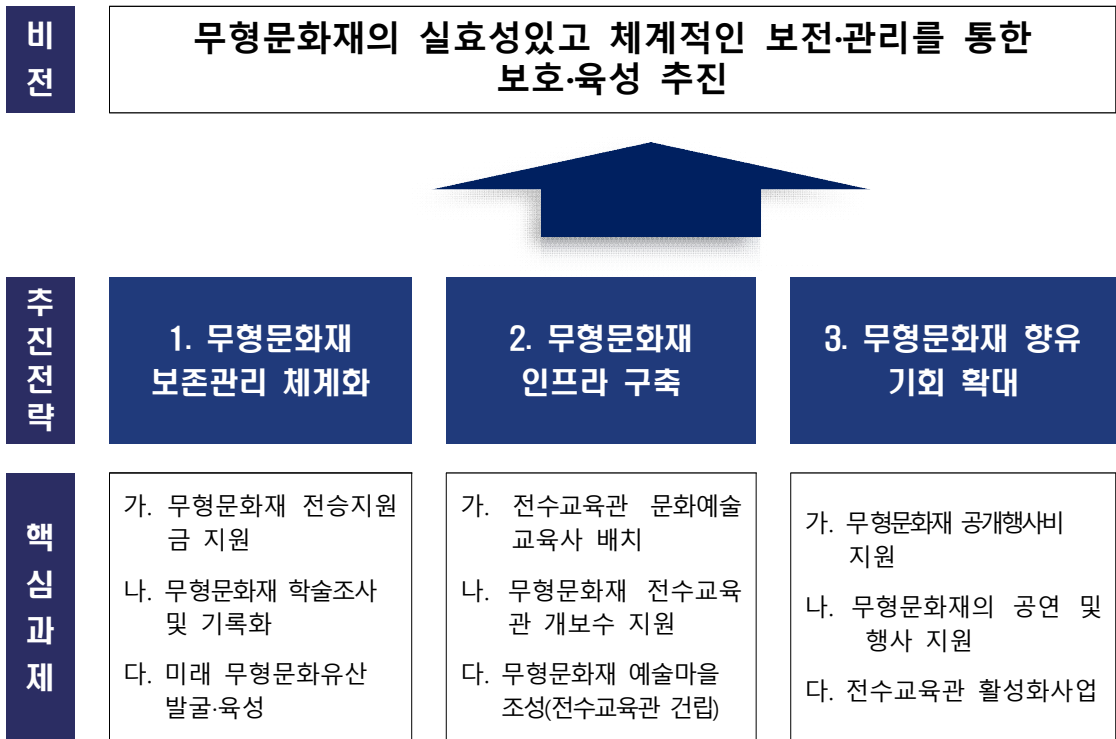 비
전
무형문화재의 실효성있고 체계적인 보전·관리를 통한
보호·육성 추진
추
진
전
략
1. 무형문화재
보존관리 체계화
2. 무형문화재
인프라 구축
3. 무형문화재 향유
기회 확대
핵
심
과
제
가. 무형문화재 전승지원
금 지원
나. 무형문화재 학술조사
및 기록화
다. 미래 무형문화유산
발굴·육성
가. 전수교육관 문화예술
교육사 배치
나. 무형문화재 전수교육
관 개보수 지원
다. 무형문화재 예술마을
조성(전수교육관 건립)
가. 무형문화재 공개행사비
지원
나. 무형문화재의 공연 및
행사 지원
다. 전수교육관 활성화사업